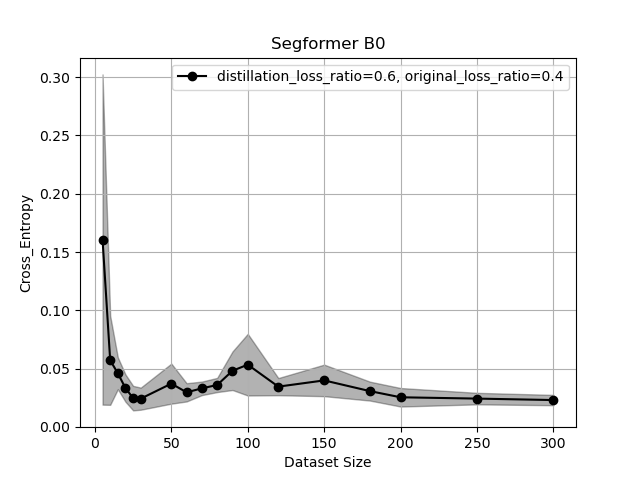 Segformer B0
distillation_loss_ratio=0.6, original_loss_ratio=0.4
0.30
0.25
0.20
0.15
0.10
0.05
0.00
Cross_Entropy
0 50 100 150 200 250 300
Dataset Size